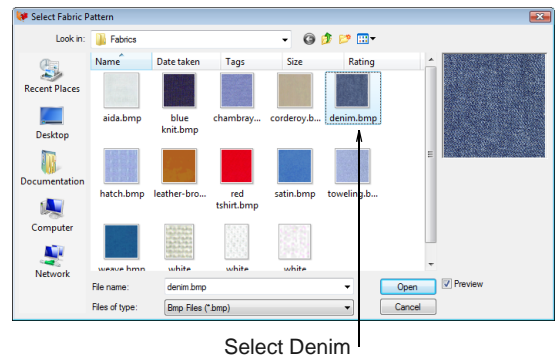 Select Fabric Pattern
Look in: Fabrics
Name Date taken Tags Size Rating
Recent Places
Desktop
Documentation
Computer
Network
aida.bmp blue knit.bmp chambray... corderoy.b... denim.bmp
hatch.bmp leather-bro... red tshirt.bmp satin.bmp toweling.b...
weave.bmp white white white
File name: denim.bmp Open Preview
Files of type: Bmp Files (*.bmp) Cancel
Select Denim